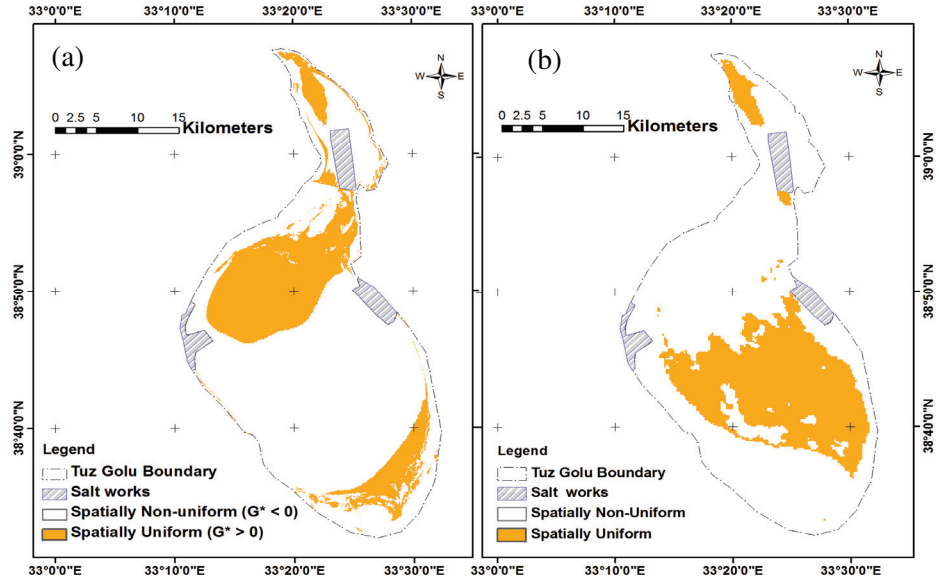 33°0'0"E 33°10'0"E 33°20'0"E 33°30'0"E 33°0'0"E 33°10'0"E 33°20'0"E 33°30'0"E
(a)
N
W E
S
0 2.5 5 10 15
Kilometers
39°0'0"N
38°50'0"N
38°40'0"N
Legend
Tuz Golu Boundary
Salt works
Spatially Non-uniform (G* < 0)
Spatially Uniform (G* > 0)
(b)
N
W E
S
0 2.5 5 10 15
Kilometers
39°0'0"N
38°50'0"N
38°40'0"N
Legend
Tuz Golu Boundary
Salt works
Spatially Non-Uniform
Spatially Uniform
33°0'0"E 33°10'0"E 33°20'0"E 33°30'0"E 33°0'0"E 33°10'0"E 33°20'0"E 33°30'0"E